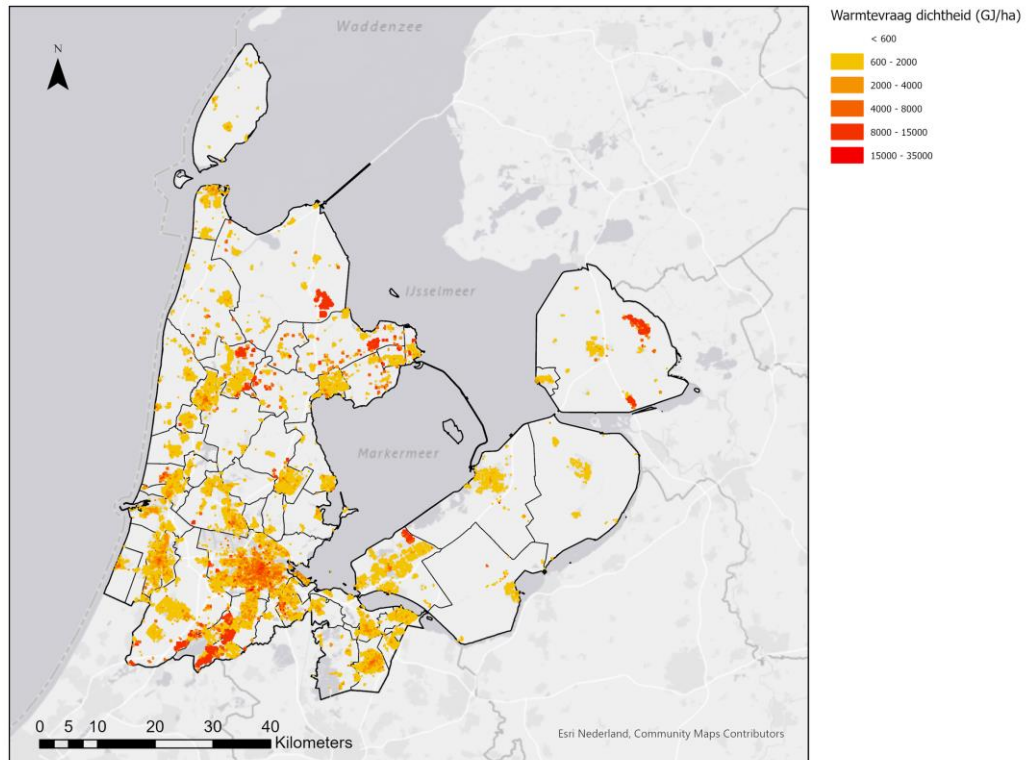 Warmtevraag dichtheid (GJ/ha)
< 600
600 - 2000
2000 - 4000
4000 - 8000
8000 - 15000
15000 - 35000
Waddenzee
N
IJsselmeer
Markermeer
0 5 10 20 30 40
Kilometers
Esri Nederland, Community Maps Contributors